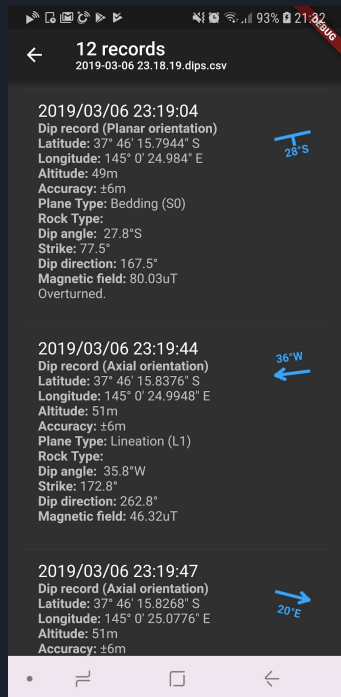 93% 21:32
DEBUG
12 records
2019-03-06 23.18.19.dips.csv
2019/03/06 23:19:04
Dip record (Planar orientation)
Latitude: 37° 46' 15.7944" S
Longitude: 145° 0' 24.984" E
Altitude: 49m
Accuracy: ±6m
Plane Type: Bedding (S0)
Rock Type:
Dip angle:  27.8°S
Strike: 77.5°
Dip direction: 167.5°
Magnetic field: 80.03uT
Overturned.
28°S
2019/03/06 23:19:44
Dip record (Axial orientation)
Latitude: 37° 46' 15.8376" S
Longitude: 145° 0' 24.9948" E
Altitude: 51m
Accuracy: ±6m
Plane Type: Lineation (L1)
Rock Type:
Dip angle:  35.8°W
Strike: 172.8°
Dip direction: 262.8°
Magnetic field: 46.32uT
36°W
2019/03/06 23:19:47
Dip record (Axial orientation)
Latitude: 37° 46' 15.8268" S
Longitude: 145° 0' 25.0776" E
Altitude: 51m
Accuracy: ±6m
20°E